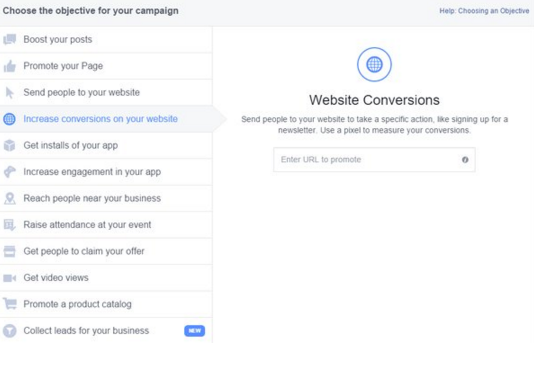 Choose the objective for your campaign
Help: Choosing an Objective
Boost your posts
Promote your Page
Send people to your website
Increase conversions on your website
Get installs of your app
Increase engagement in your app
Reach people near your business
Raise attendance at your event
Get people to claim your offer
Get video views
Promote a product catalog
Collect leads for your business
NEW
Website Conversions
Send people to your website to take a specific action, like signing up for a
newsletter. Use a pixel to measure your conversions.
Enter URL to promote